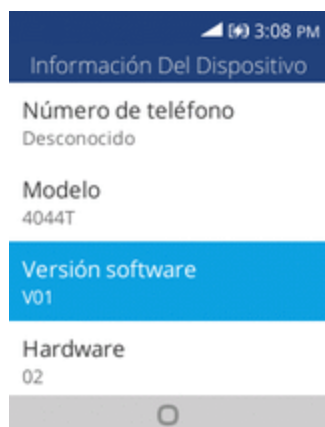 3:08 PM
Información Del Dispositivo
Número de teléfono
Desconocido
Modelo
4044T
Versión software
V01
Hardware
02